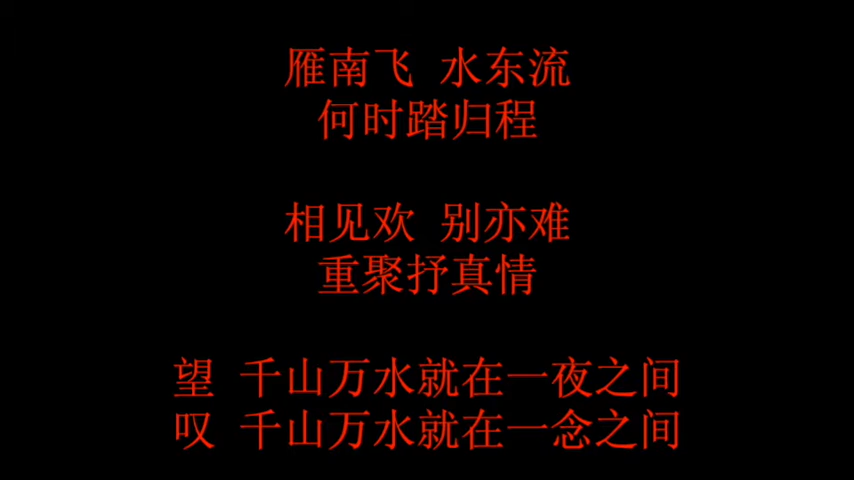 雁南飞 水东流
何时踏归程
相见欢 别亦难
重聚抒真情
望 千山万水就在一夜之间
叹 千山万水就在一念之间